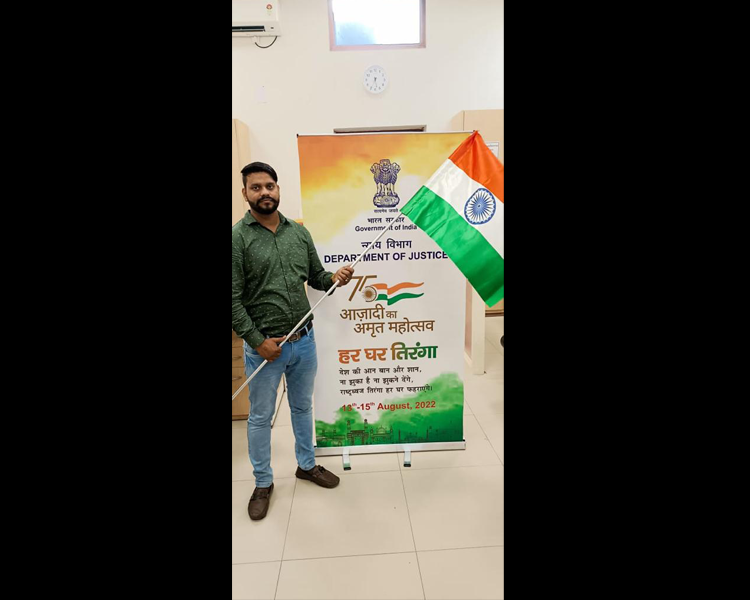 सत्यमेव जयते
भारत सरकार
Government of India
न्याय विभाग
DEPARTMENT OF JUSTICE
75
आज़ादी का
अमृत महोत्सव
हर घर तिरंगा
देश की आन बान और शान,
ना झुका है ना झुकने देंगे,
राष्ट्रध्वज तिरंगा हर घर फहराएंगे।
13th-15th August, 2022